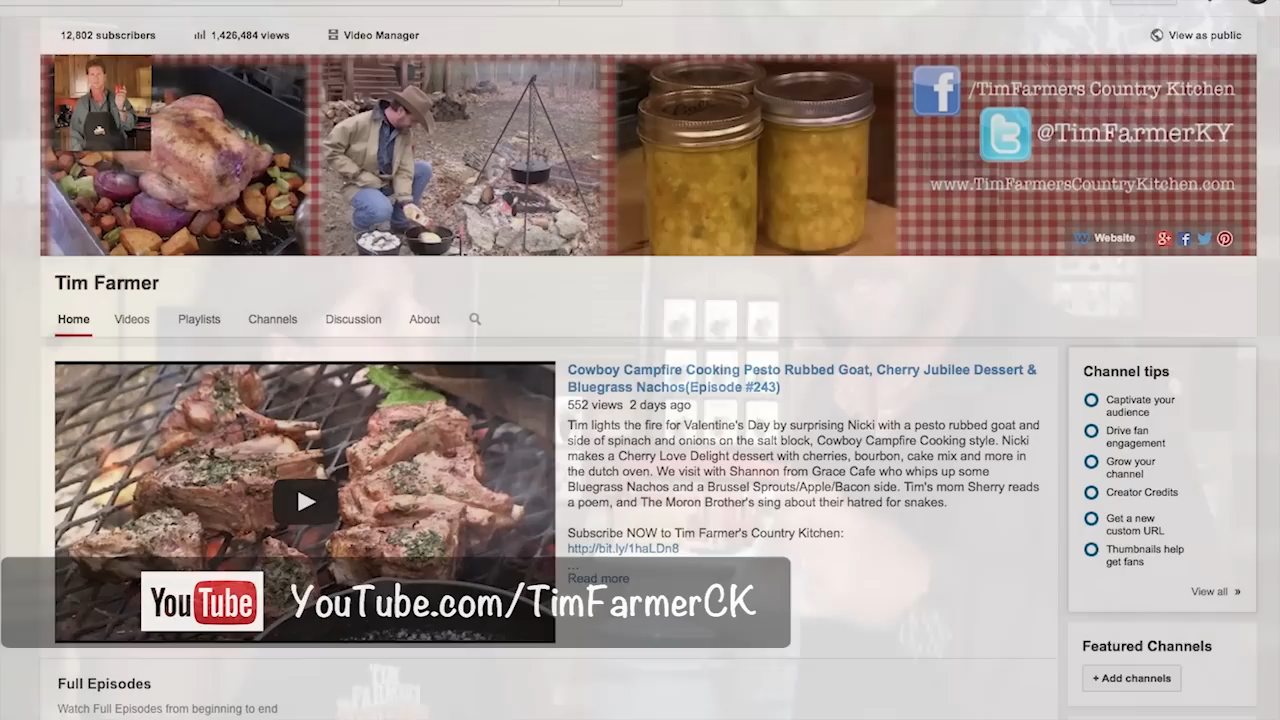 12,802 subscribers
1,426,484 views
Video Manager
View as public
/TimFarmers Country Kitchen
@TimFarmerKY
www.TimFarmersCountryKitchen.com
Website
Tim Farmer
Home
Videos
Playlists
Channels
Discussion
About
Cowboy Campfire Cooking Pesto Rubbed Goat, Cherry Jubilee Dessert &
Bluegrass Nachos(Episode #243)
552 views 2 days ago
Tim lights the fire for Valentine's Day by surprising Nicki with a pesto rubbed goat and
side of spinach and onions on the salt block, Cowboy Campfire Cooking style. Nicki
makes a Cherry Love Delight dessert with cherries, bourbon, cake mix and more in
the dutch oven. We visit with Shannon from Grace Cafe who whips up some
Bluegrass Nachos and a Brussel Sprouts/Apple/Bacon side. Tim's mom Sherry reads
a poem, and The Moron Brother's sing about their hatred for snakes.
Subscribe NOW to Tim Farmer's Country Kitchen:
http://bit.ly/1haLDn8
...
Read more
Channel tips
Captivate your
audience
Drive fan
engagement
Grow your
channel
Creator Credits
Get a new
custom URL
Thumbnails help
get fans
View all »
YouTube
YouTube.com/TimFarmerCK
Featured Channels
+ Add channels
Full Episodes
Watch Full Episodes from beginning to end